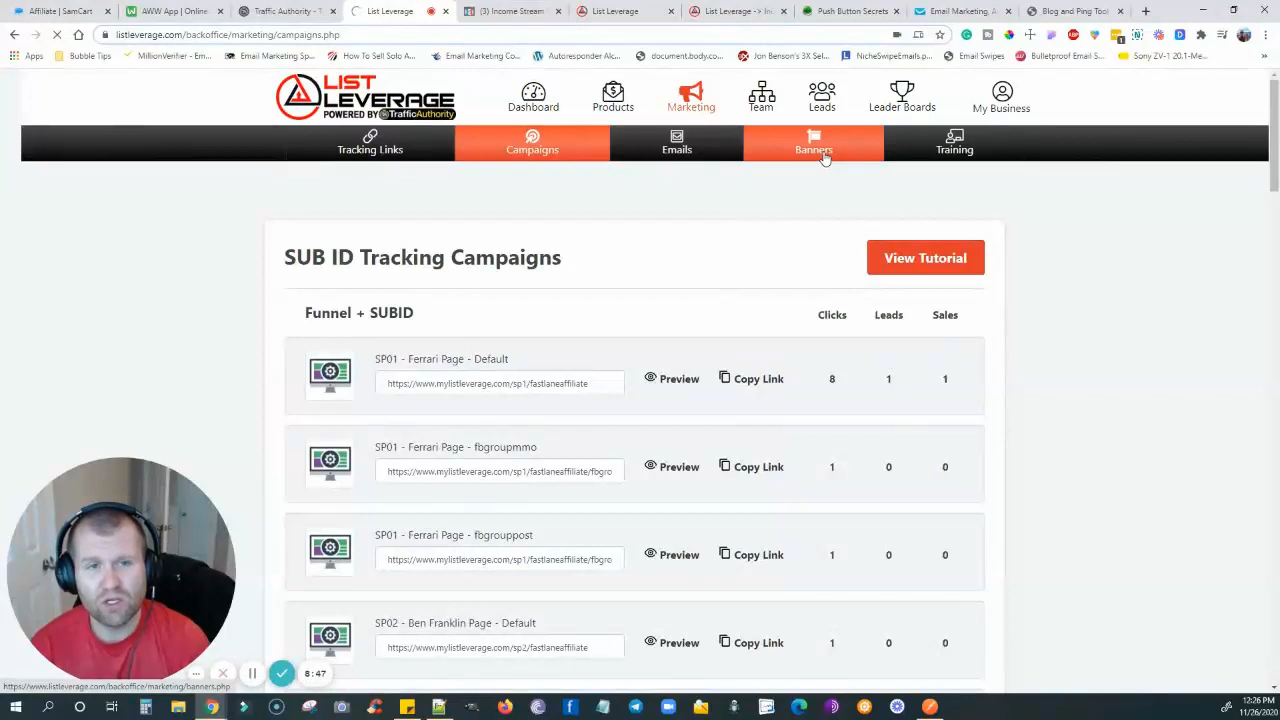 Affiliate | SamCart
AWW App | Online
Traffic Authority - T
List Leverage
(3) Income Stream
List Leverage
List Leverage -> In
Push Button Secrets
Email Marketing, A
Blog and Ping Tool
listleverage.com/backoffice/marketing/campaigns.php
Apps
Bubble Tips
MillionVerifier - Em...
Email Marketing Sp...
How To Sell Solo A...
Email Marketing Co...
Autoresponder Alc...
document.body.co...
Jon Benson's 3X Sel...
NicheSwipeEmails.p...
Email Swipes
Bulletproof Email S...
Sony ZV-1 20.1-Me...
LIST
LEVERAGE
POWERED BY TrafficAuthority
Dashboard
Products
Marketing
Team
Leads
Leader Boards
My Business
Tracking Links
Campaigns
Emails
Banners
Training
SUB ID Tracking Campaigns
View Tutorial
Funnel + SUBID
Clicks
Leads
Sales
SP01 - Ferrari Page - Default
https://www.mylistleverage.com/sp1/fastlaneaffiliate
Preview
Copy Link
8
1
1
SP01 - Ferrari Page - fbgroupmmo
https://www.mylistleverage.com/sp1/fastlaneaffiliate/fbgro
Preview
Copy Link
1
0
0
SP01 - Ferrari Page - fbgrouppost
https://www.mylistleverage.com/sp1/fastlaneaffiliate/fbgro
Preview
Copy Link
1
0
0
SP02 - Ben Franklin Page - Default
https://www.mylistleverage.com/sp2/fastlaneaffiliate
Preview
Copy Link
1
0
0
8:47
https://www.listleverage.com/backoffice/marketing/banners.php
12:26 PM
11/26/2020